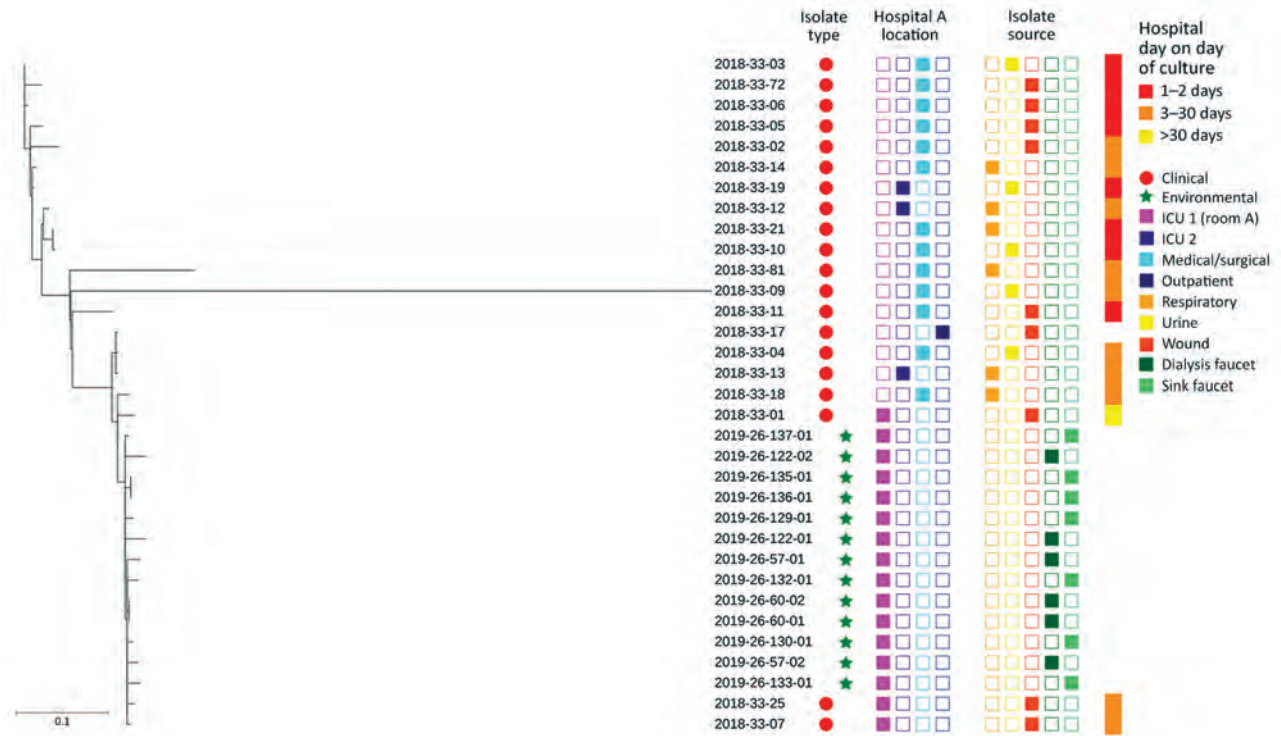 Isolate
type
Hospital A
location
Isolate
source
2018-33-03
2018-33-72
2018-33-06
2018-33-05
2018-33-02
2018-33-14
2018-33-19
2018-33-12
2018-33-21
2018-33-10
2018-33-81
2018-33-09
2018-33-11
2018-33-17
2018-33-04
2018-33-13
2018-33-18
2018-33-01
2019-26-137-01
2019-26-122-02
2019-26-135-01
2019-26-136-01
2019-26-129-01
2019-26-122-01
2019-26-57-01
2019-26-132-01
2019-26-60-02
2019-26-60-01
2019-26-130-01
2019-26-57-02
2019-26-133-01
2018-33-25
2018-33-07
0.1
Hospital
day on day
of culture
1–2 days
3–30 days
>30 days
Clinical
Environmental
ICU 1 (room A)
ICU 2
Medical/surgical
Outpatient
Respiratory
Urine
Wound
Dialysis faucet
Sink faucet